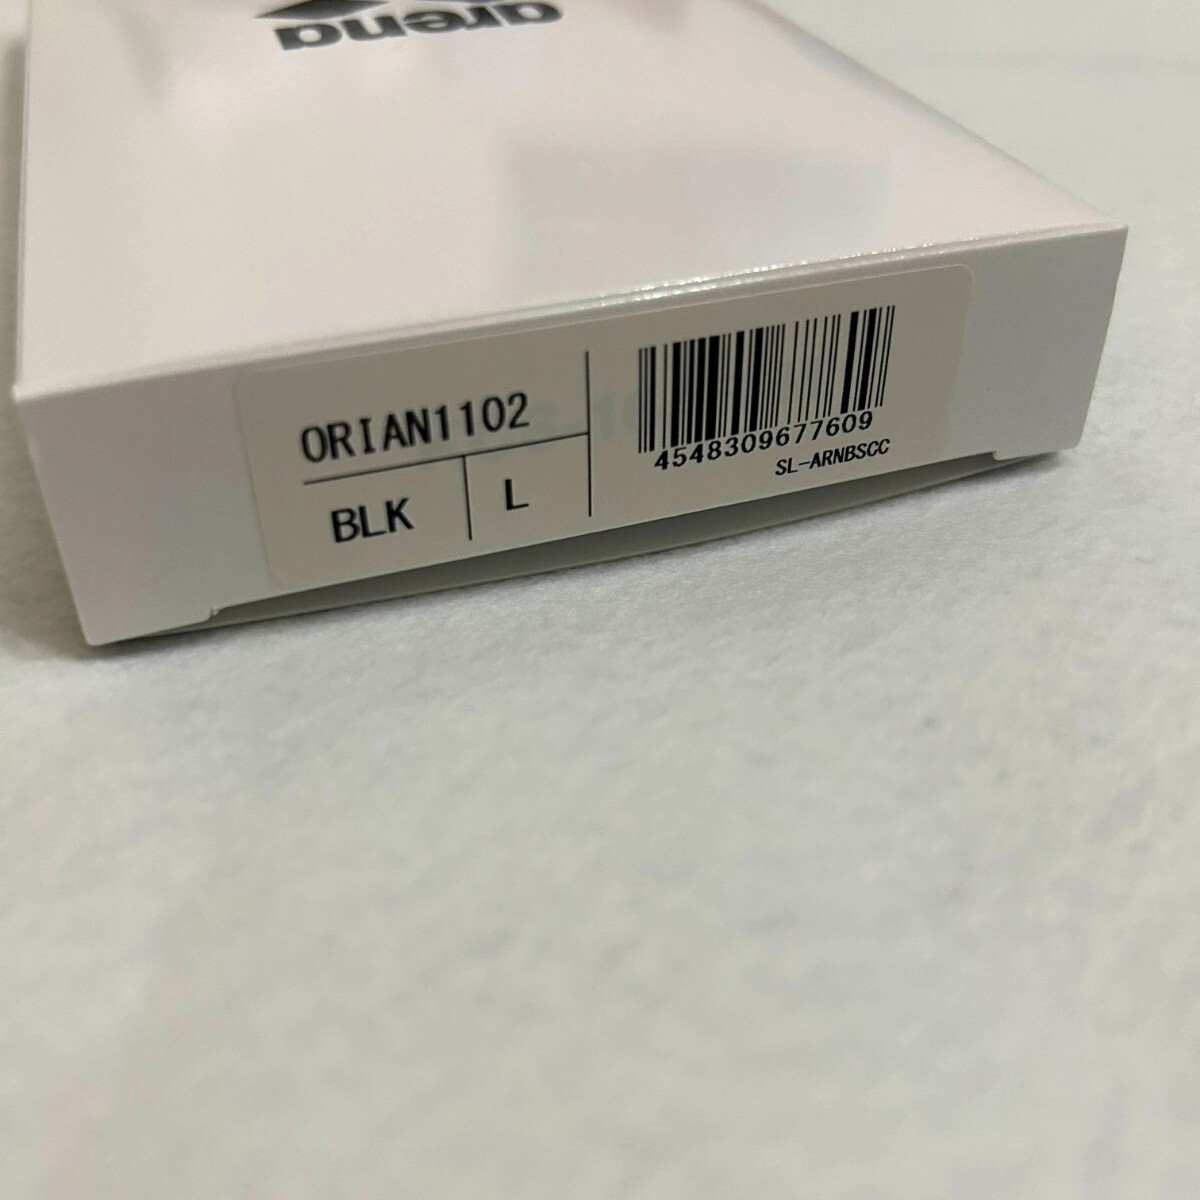 arena
ORIAN1102
BLK
L
4548309677609
SL-ARNBSCC